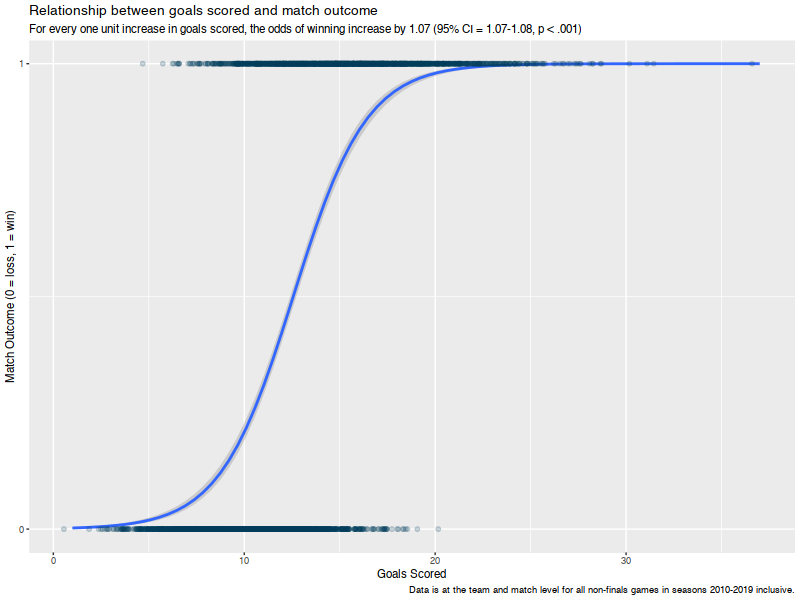 Relationship between goals scored and match outcome
For every one unit increase in goals scored, the odds of winning increase by 1.07 (95% CI = 1.07-1.08, p < .001)
Match Outcome (0 = loss, 1 = win)
1
0
0
10
20
30
Goals Scored
Data is at the team and match level for all non-finals games in seasons 2010-2019 inclusive.